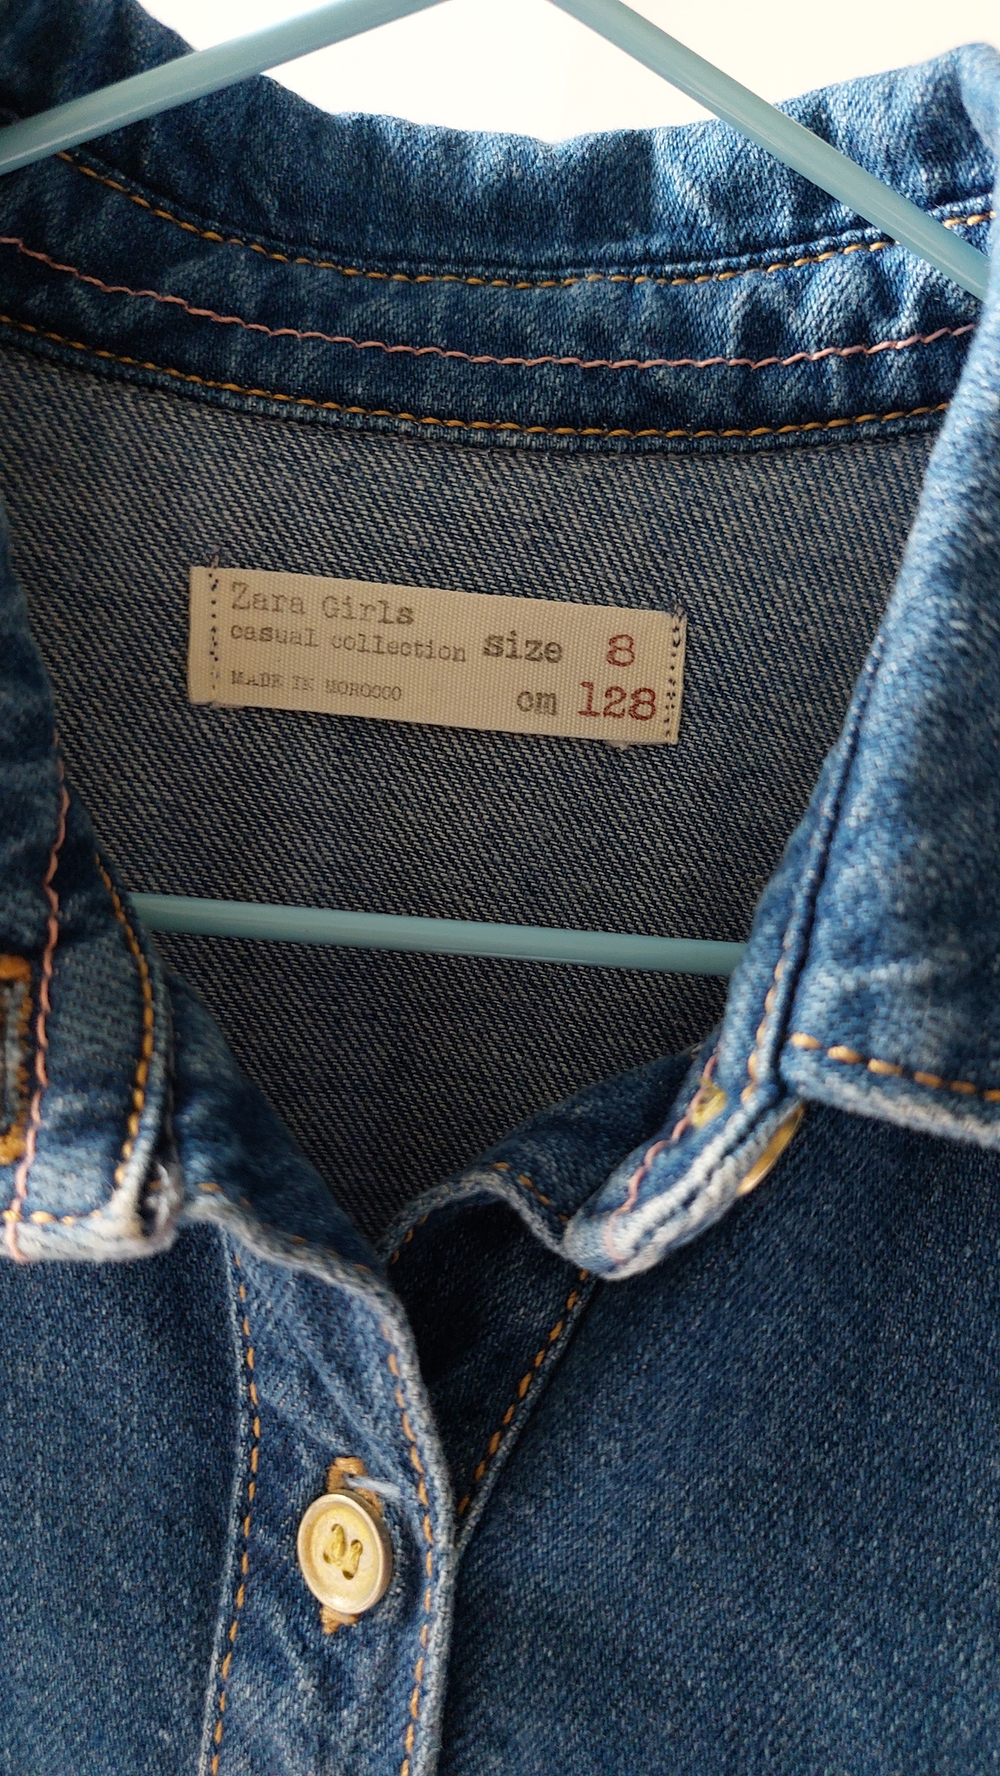 Zara Girls
casual collection size 8
MADE IN MOROCCO cm 128